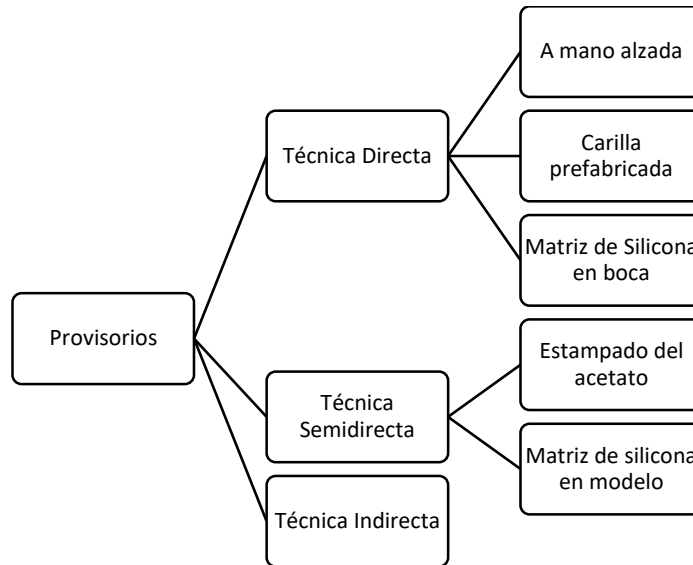 Provisorios
Técnica Directa
A mano alzada
Carilla
prefabricada
Matriz de Silicona
en boca
Técnica
Semidirecta
Estampado del
acetato
Matriz de silicona
en modelo
Técnica Indirecta